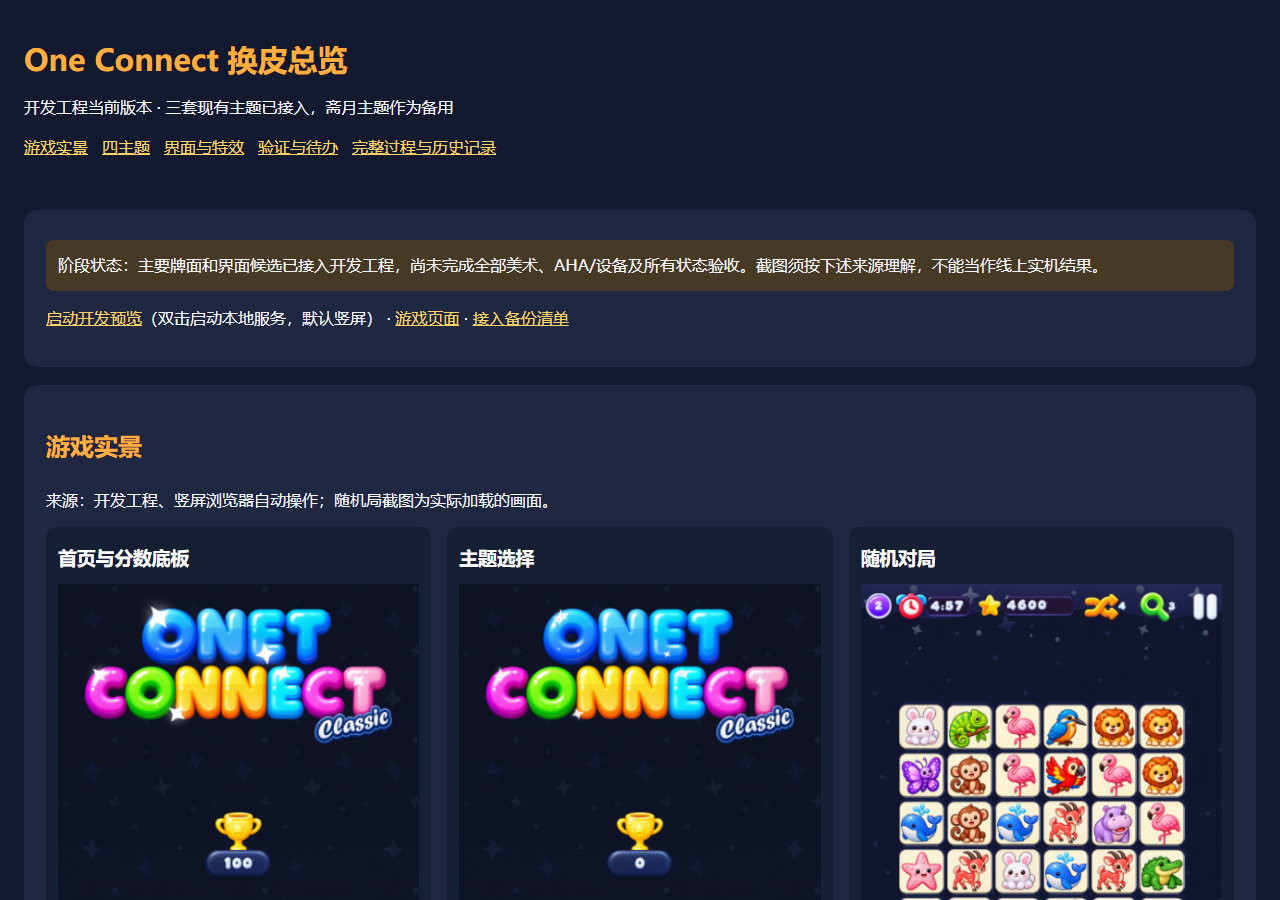 One Connect 换皮总览
开发工程当前版本 · 三套现有主题已接入，斋月主题作为备用
游戏实景 四主题 界面与特效 验证与待办 完整过程与历史记录
阶段状态：主要牌面和界面候选已接入开发工程，尚未完成全部美术、AHA/设备及所有状态验收。截图须按下述来源理解，不能当作线上实机结果。
启动开发预览（双击启动本地服务，默认竖屏） · 游戏页面 · 接入备份清单
游戏实景
来源：开发工程、竖屏浏览器自动操作；随机局截图为实际加载的画面。
首页与分数底板
ONET
CONNECT
Classic
100
主题选择
ONET
CONNECT
Classic
0
随机对局
2 4:57 4600 4 3